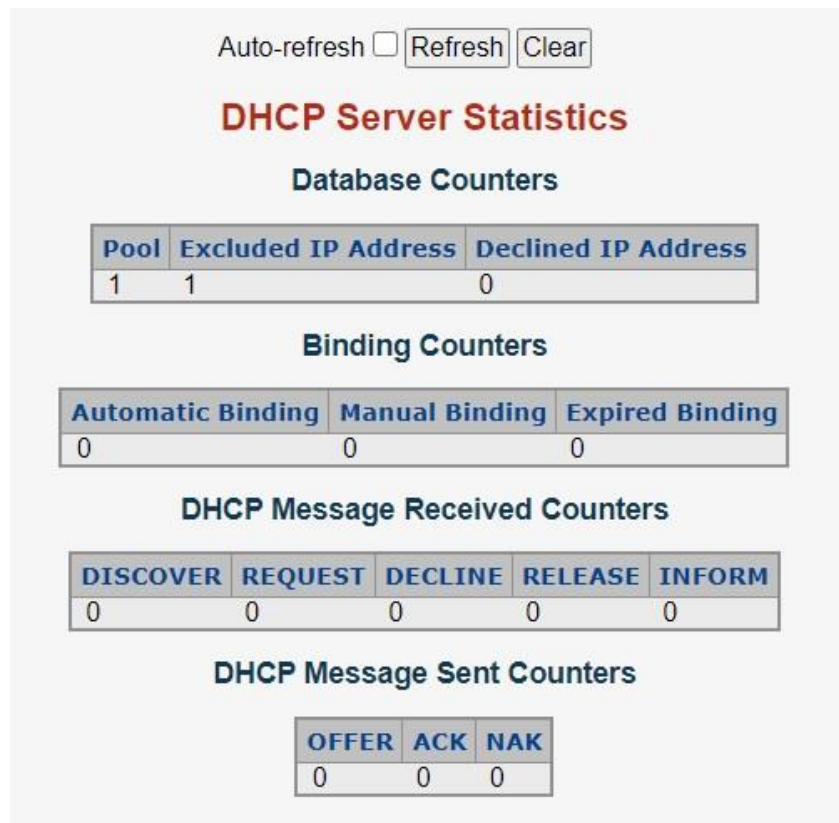 Auto-refresh Refresh Clear
DHCP Server Statistics
Database Counters
Pool Excluded IP Address Declined IP Address
1 1 0
Binding Counters
Automatic Binding Manual Binding Expired Binding
0 0 0
DHCP Message Received Counters
DISCOVER REQUEST DECLINE RELEASE INFORM
0 0 0 0 0
DHCP Message Sent Counters
OFFER ACK NAK
0 0 0